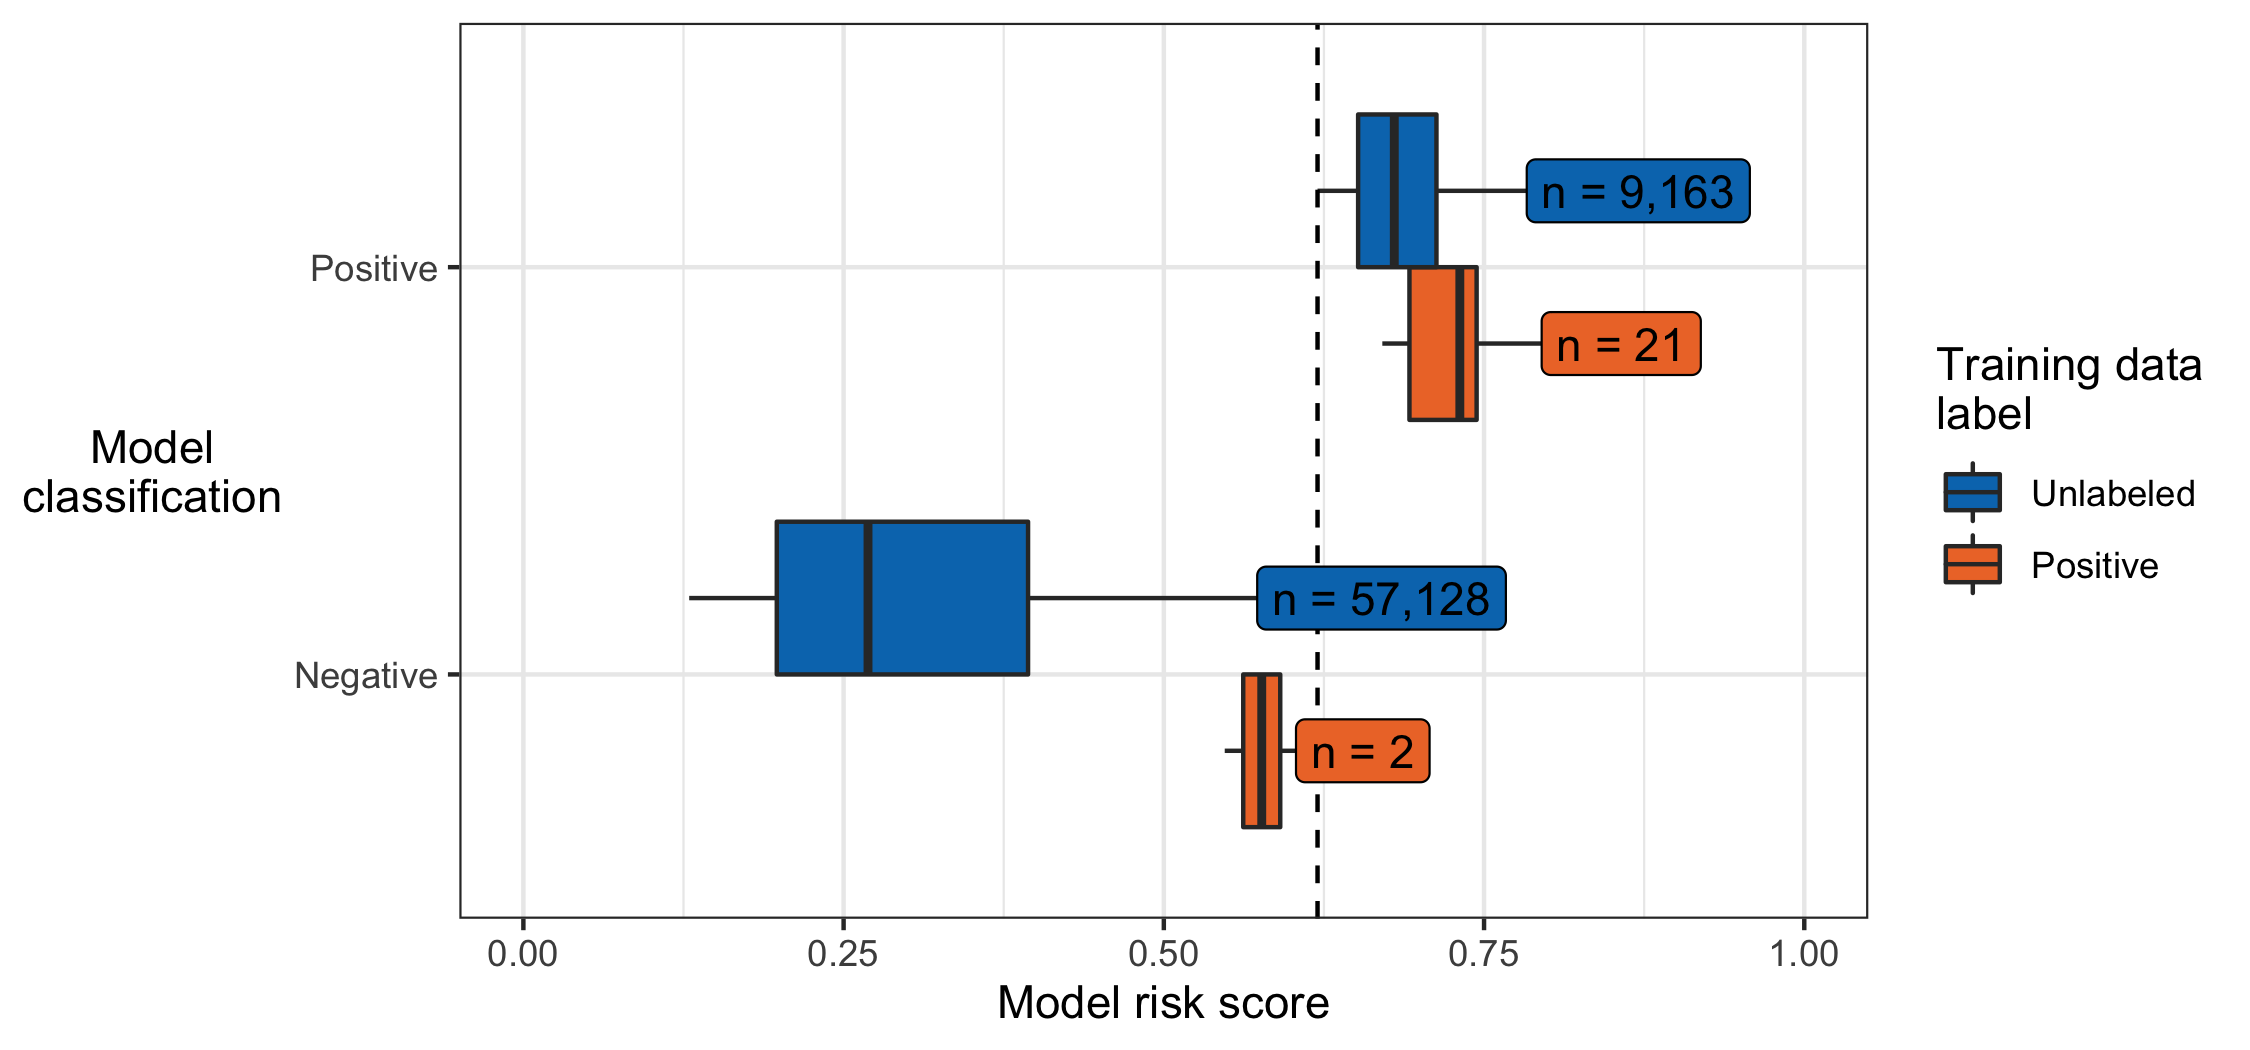 Model
classification
Positive
Negative
n = 9,163
n = 21
n = 57,128
n = 2
0.00
0.25
0.50
0.75
1.00
Model risk score
Training data
label
Unlabeled
Positive